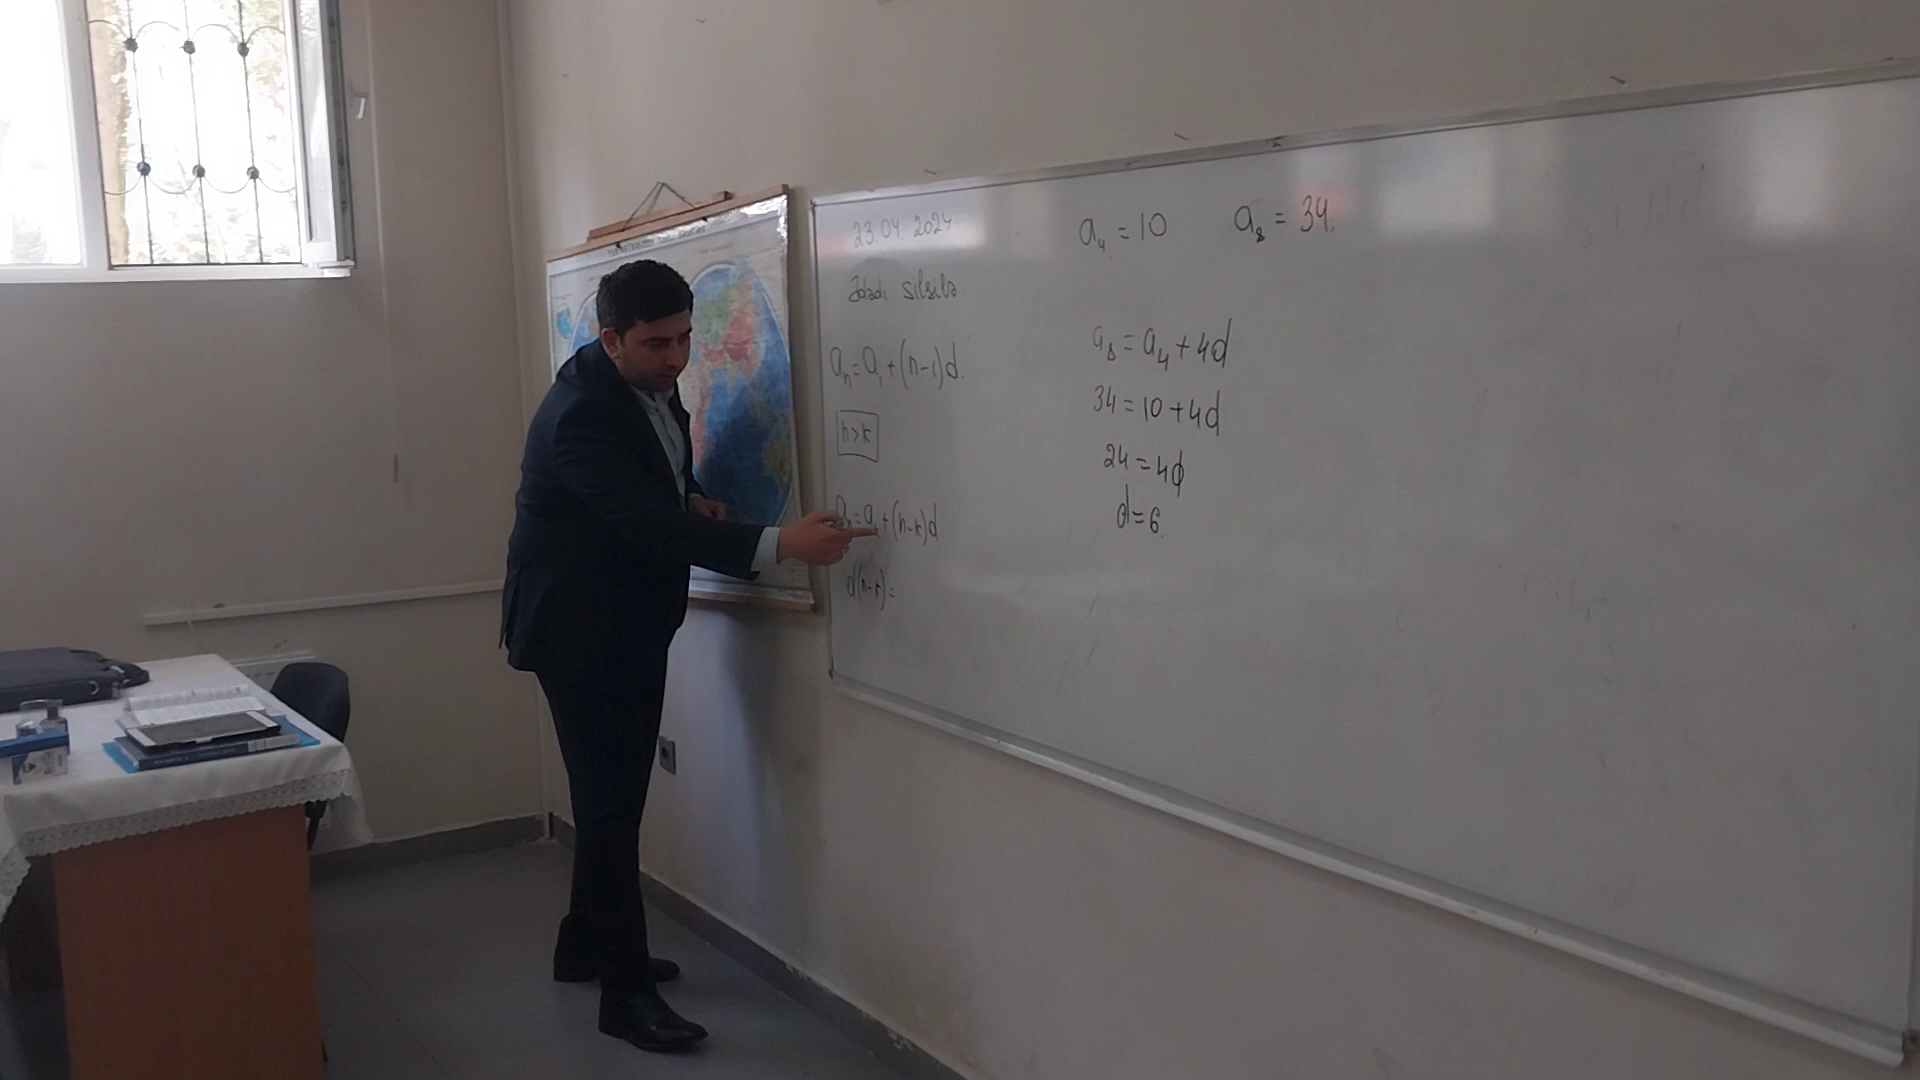 23.04 2024
Ədədi silsilə.
aₙ=a₁+(n-1)d.
n>k
aₙ=aₖ+(n-k)d
d(n-k)=
a₄=10 a₈=34.
a₈=a₄+4d
34=10+4d
24=4d
d=6.